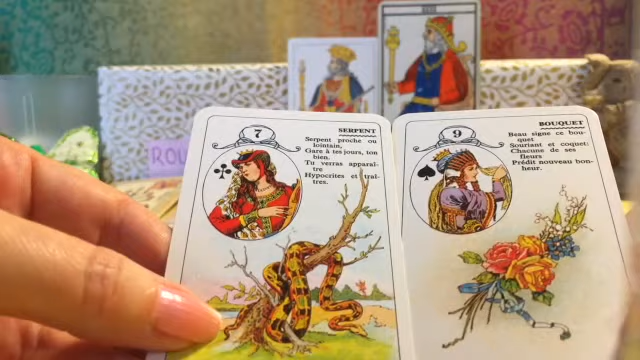 7
SERPENT
Serpent proche ou
lointain,
Gare à tes jours, ton
bien.
Tu verras apparaî-
tre
Hypocrites et traî-
tres.
9
BOUQUET
Beau signe ce bou-
quet
Souriant et coquet:
Chacune de ses
fleurs
Prédit nouveau bon-
heur.
ROU